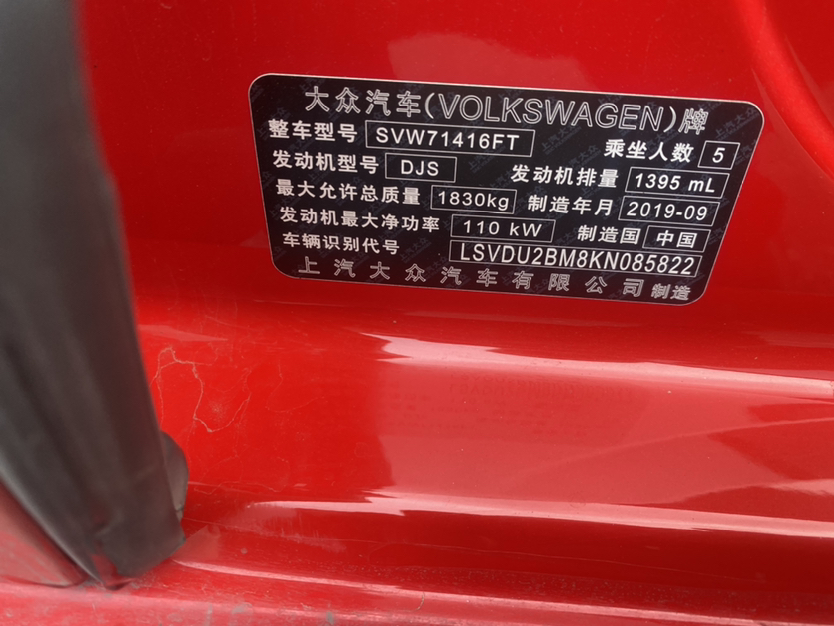 大众汽车(VOLKSWAGEN)牌
整车型号 SVW71416FT 乘坐人数 5
发动机型号 DJS 发动机排量 1395 mL
最大允许总质量 1830kg 制造年月 2019-09
发动机最大净功率 110 kW 制造国 中国
车辆识别代号 LSVDU2BM8KN085822
上汽大众汽车有限公司 制造